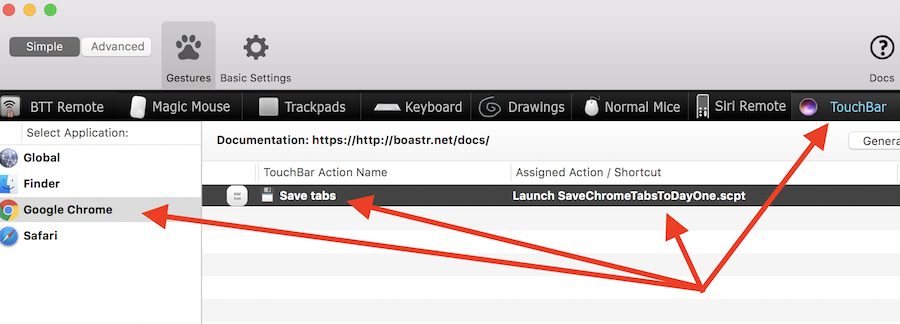 Simple Advanced
Gestures Basic Settings Docs
BTT Remote Magic Mouse Trackpads Keyboard Drawings Normal Mice Siri Remote TouchBar
Select Application:
Documentation: https://http://boastr.net/docs/ Genera
Global
TouchBar Action Name Assigned Action / Shortcut
Finder
Save tabs Launch SaveChromeTabsToDayOne.scpt
Google Chrome
Safari